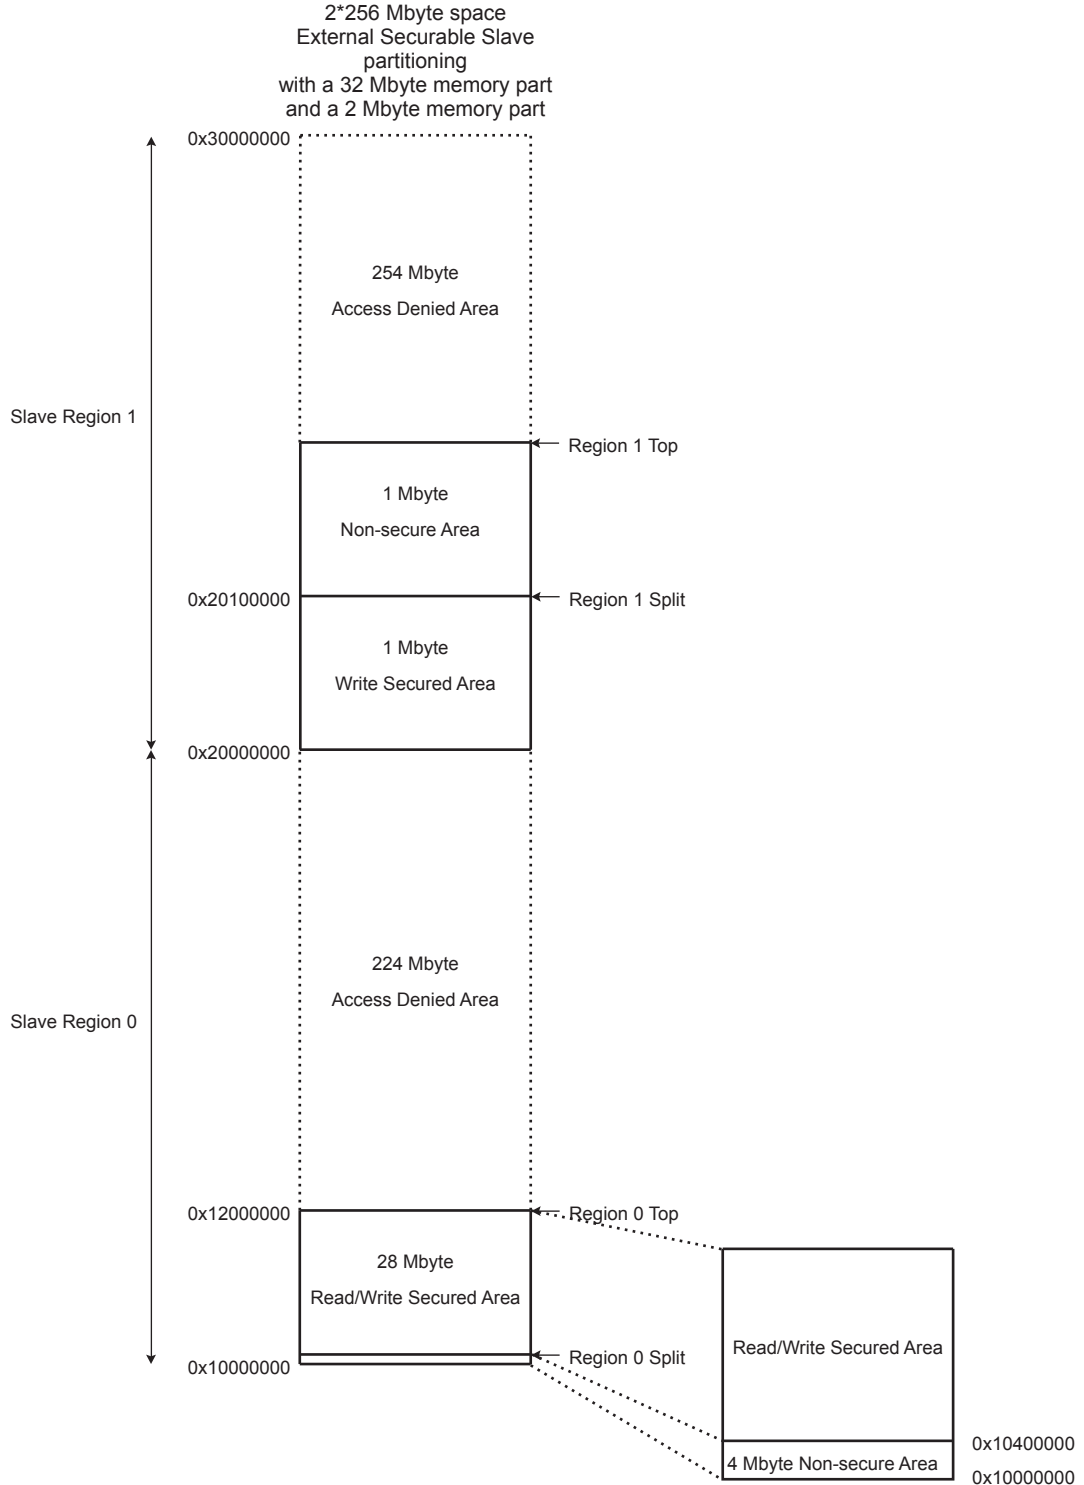 2*256 Mbyte space
External Securable Slave
partitioning
with a 32 Mbyte memory part
and a 2 Mbyte memory part
0x30000000
254 Mbyte
Access Denied Area
Slave Region 1
Region 1 Top
1 Mbyte
Non-secure Area
0x20100000
Region 1 Split
1 Mbyte
Write Secured Area
0x20000000
224 Mbyte
Access Denied Area
Slave Region 0
0x12000000
Region 0 Top
28 Mbyte
Read/Write Secured Area
Region 0 Split
0x10000000
Read/Write Secured Area
0x10400000
4 Mbyte Non-secure Area
0x10000000